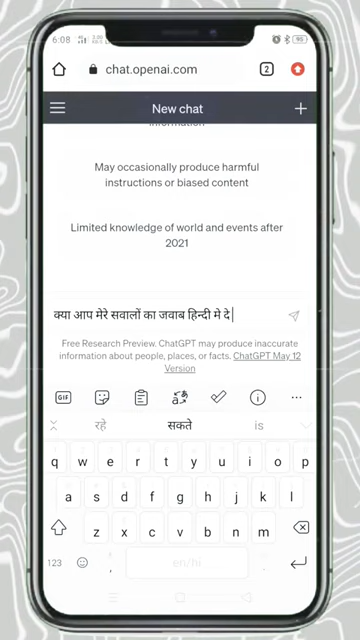 6:08
95
chat.openai.com
2
New chat
information
May occasionally produce harmful
instructions or biased content
Limited knowledge of world and events after
2021
क्या आप मेरे सवालों का जवाब हिन्दी मे दे
Free Research Preview. ChatGPT may produce inaccurate
information about people, places, or facts. ChatGPT May 12
Version
GIF
रहे सकते is
q w e r t y u i o p
a s d f g h j k l
z x c v b n m
123 en/hi